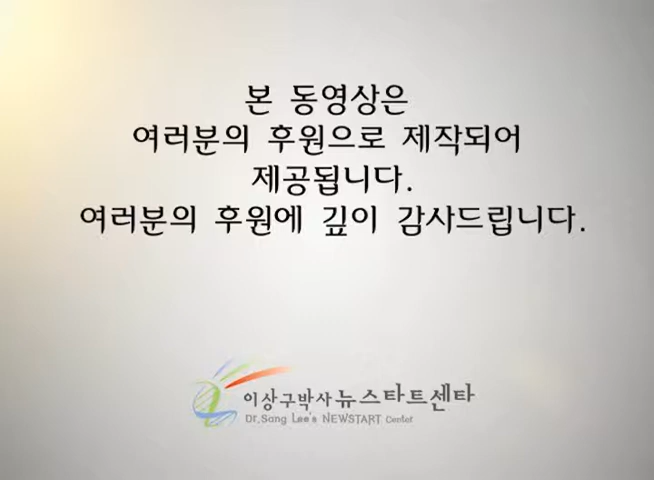 본 동영상은
여러분의 후원으로 제작되어
제공됩니다.
여러분의 후원에 깊이 감사드립니다.
이상구박사뉴스타트센타
Dr.Sang Lee's NEWSTART Center